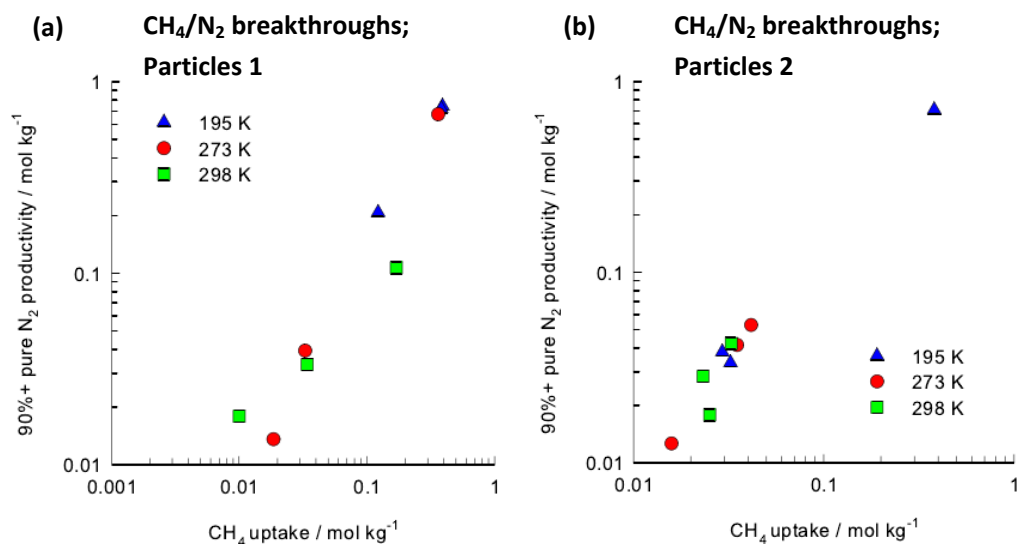 (a)
CH₄/N₂ breakthroughs;
Particles 1
1
0.1
0.01
0.001
0.01
0.1
1
195 K
273 K
298 K
90%+ pure N₂ productivity / mol kg⁻¹
CH₄ uptake / mol kg⁻¹
(b)
CH₄/N₂ breakthroughs;
Particles 2
1
0.1
0.01
0.01
0.1
1
195 K
273 K
298 K
90%+ pure N₂ productivity / mol kg⁻¹
CH₄ uptake / mol kg⁻¹